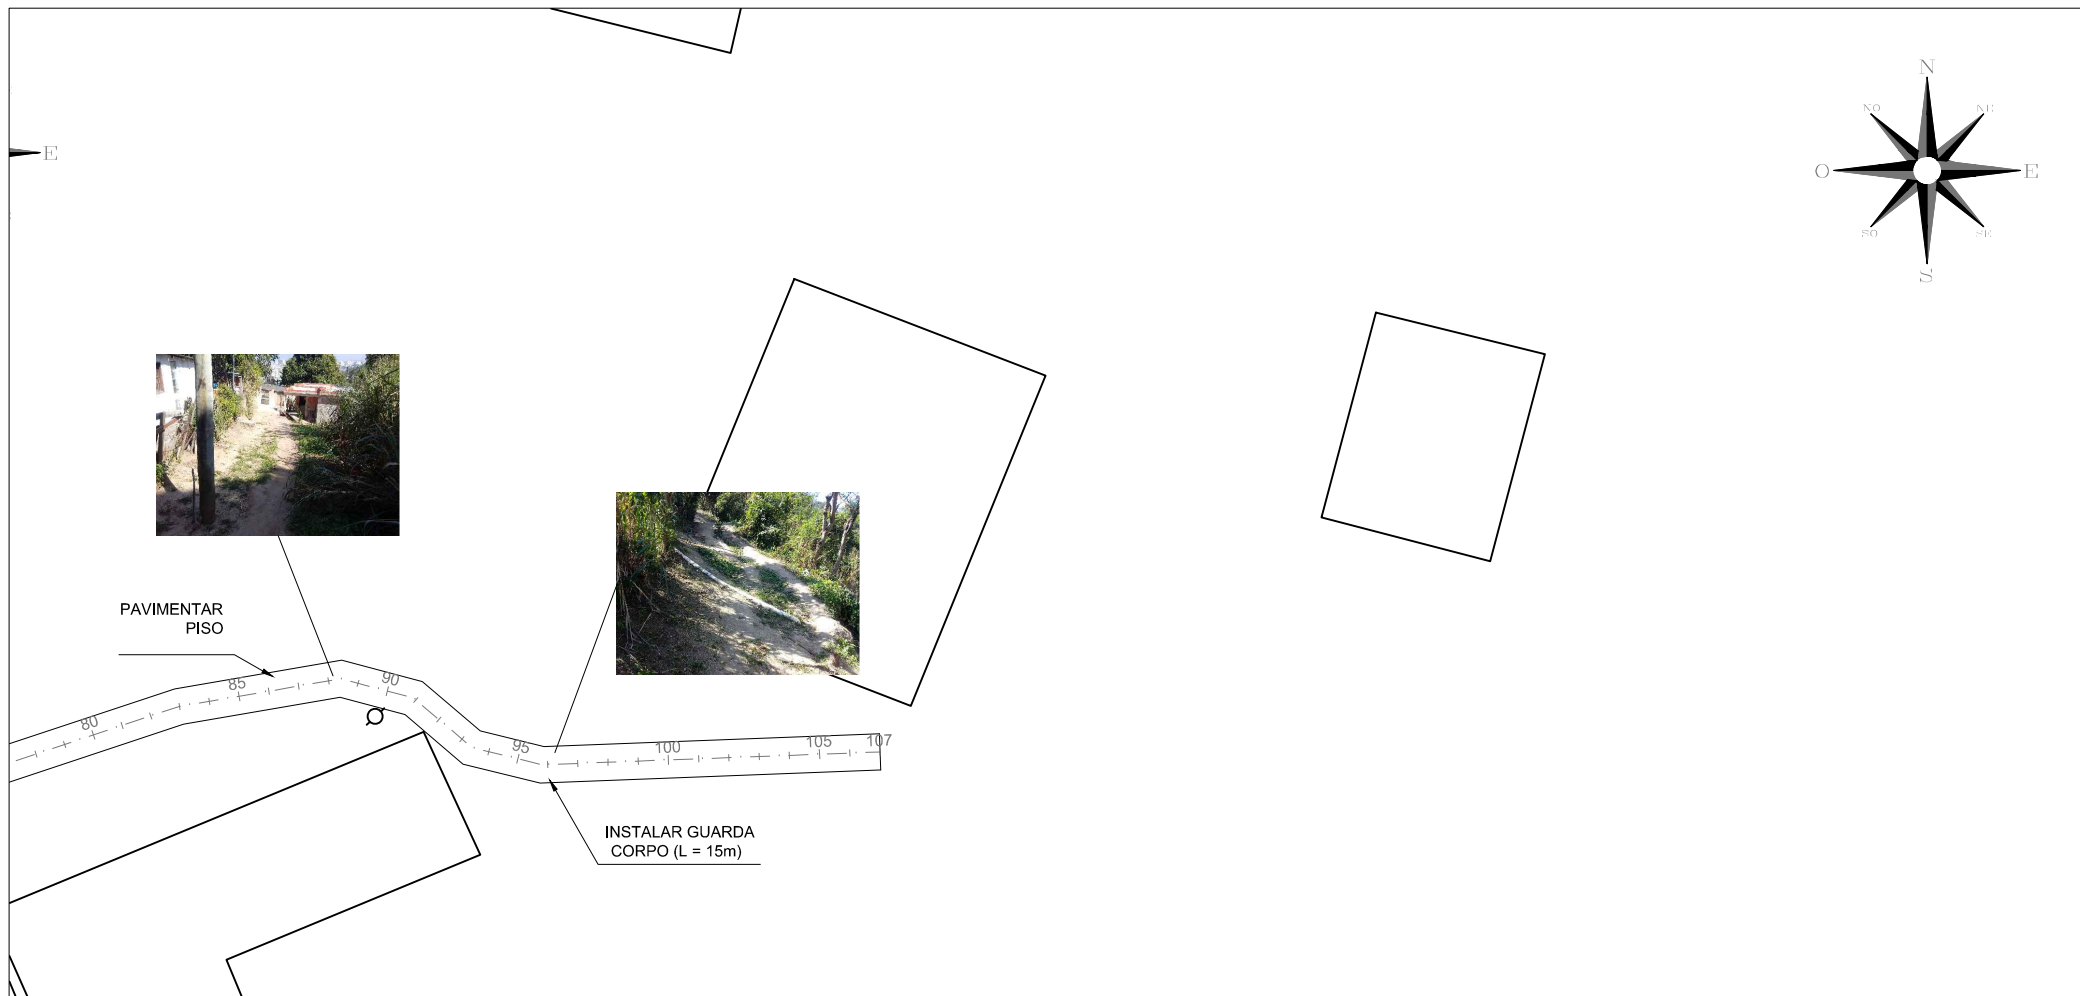 N
NO
NE
E
O
E
SO
SE
S
PAVIMENTAR
PISO
80
85
90
95
100
105
107
INSTALAR GUARDA
CORPO (L = 15m)